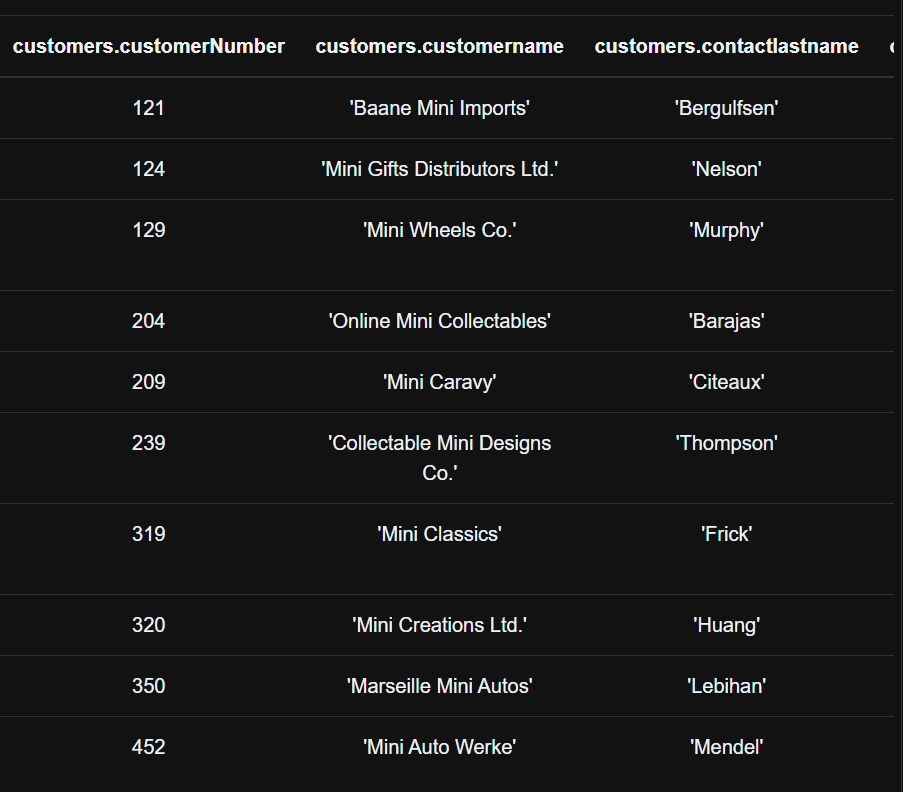 customers.customerNumber customers.customername customers.contactlastname
121 'Baane Mini Imports' 'Bergulfsen'
124 'Mini Gifts Distributors Ltd.' 'Nelson'
129 'Mini Wheels Co.' 'Murphy'
204 'Online Mini Collectables' 'Barajas'
209 'Mini Caravy' 'Citeaux'
239 'Collectable Mini Designs 'Thompson'
Co.'
319 'Mini Classics' 'Frick'
320 'Mini Creations Ltd.' 'Huang'
350 'Marseille Mini Autos' 'Lebihan'
452 'Mini Auto Werke' 'Mendel'